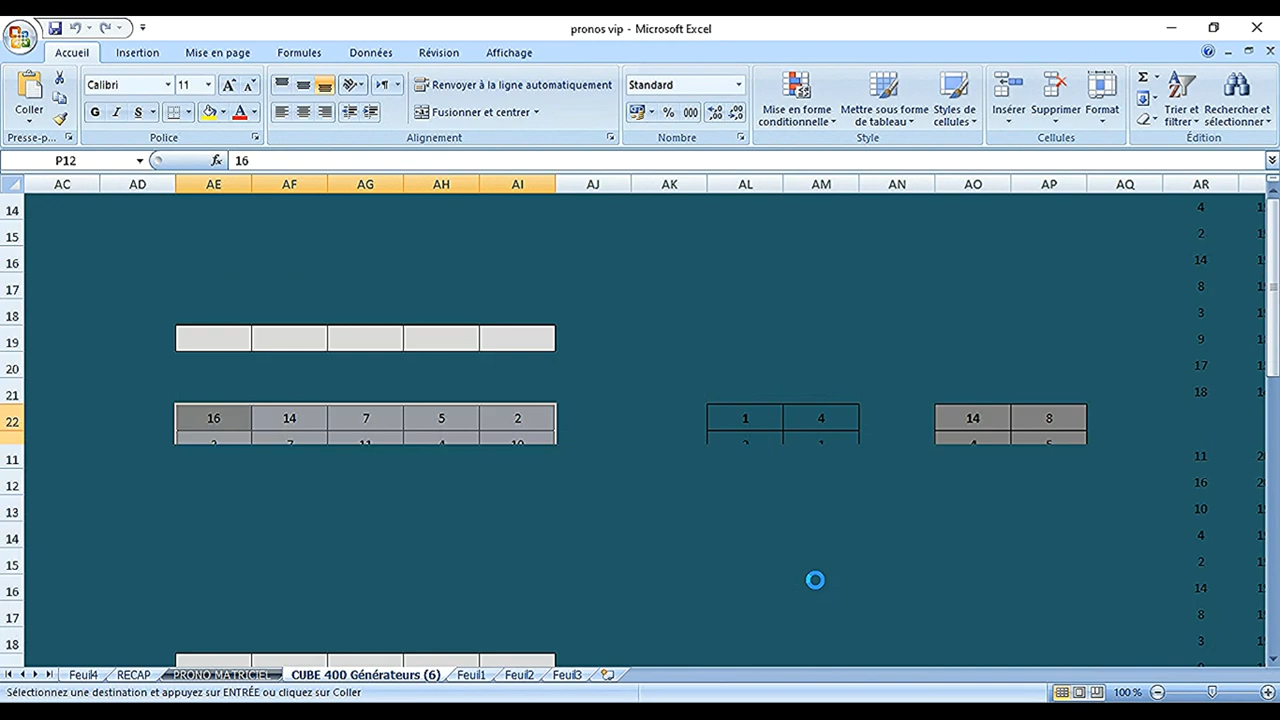 pronos vip - Microsoft Excel
Accueil Insertion Mise en page Formules Données Révision Affichage
Calibri 11 Renvoyer à la ligne automatiquement Standard
Coller G I S Fusionner et centrer % 000 Mise en forme conditionnelle Mettre sous forme de tableau Styles de cellules Insérer Supprimer Format Trier et filtrer Rechercher et sélectionner
Presse-p... Police Alignement Nombre Style Cellules Édition
P12 fx 16
AC AD AE AF AG AH AI AJ AK AL AM AN AO AP AQ AR
14 4
15 2
16 14
17 8
18 3
19 9
20 17
21 18
22 16 14 7 5 2 1 4 14 8
11 11
12 16
13 10
14 4
15 2
16 14
17 8
18 3
Feuil4 RECAP PRONO MATRICIEL CUBE 400 Générateurs (6) Feuil1 Feuil2 Feuil3
Sélectionnez une destination et appuyez sur ENTRÉE ou cliquez sur Coller 100 %